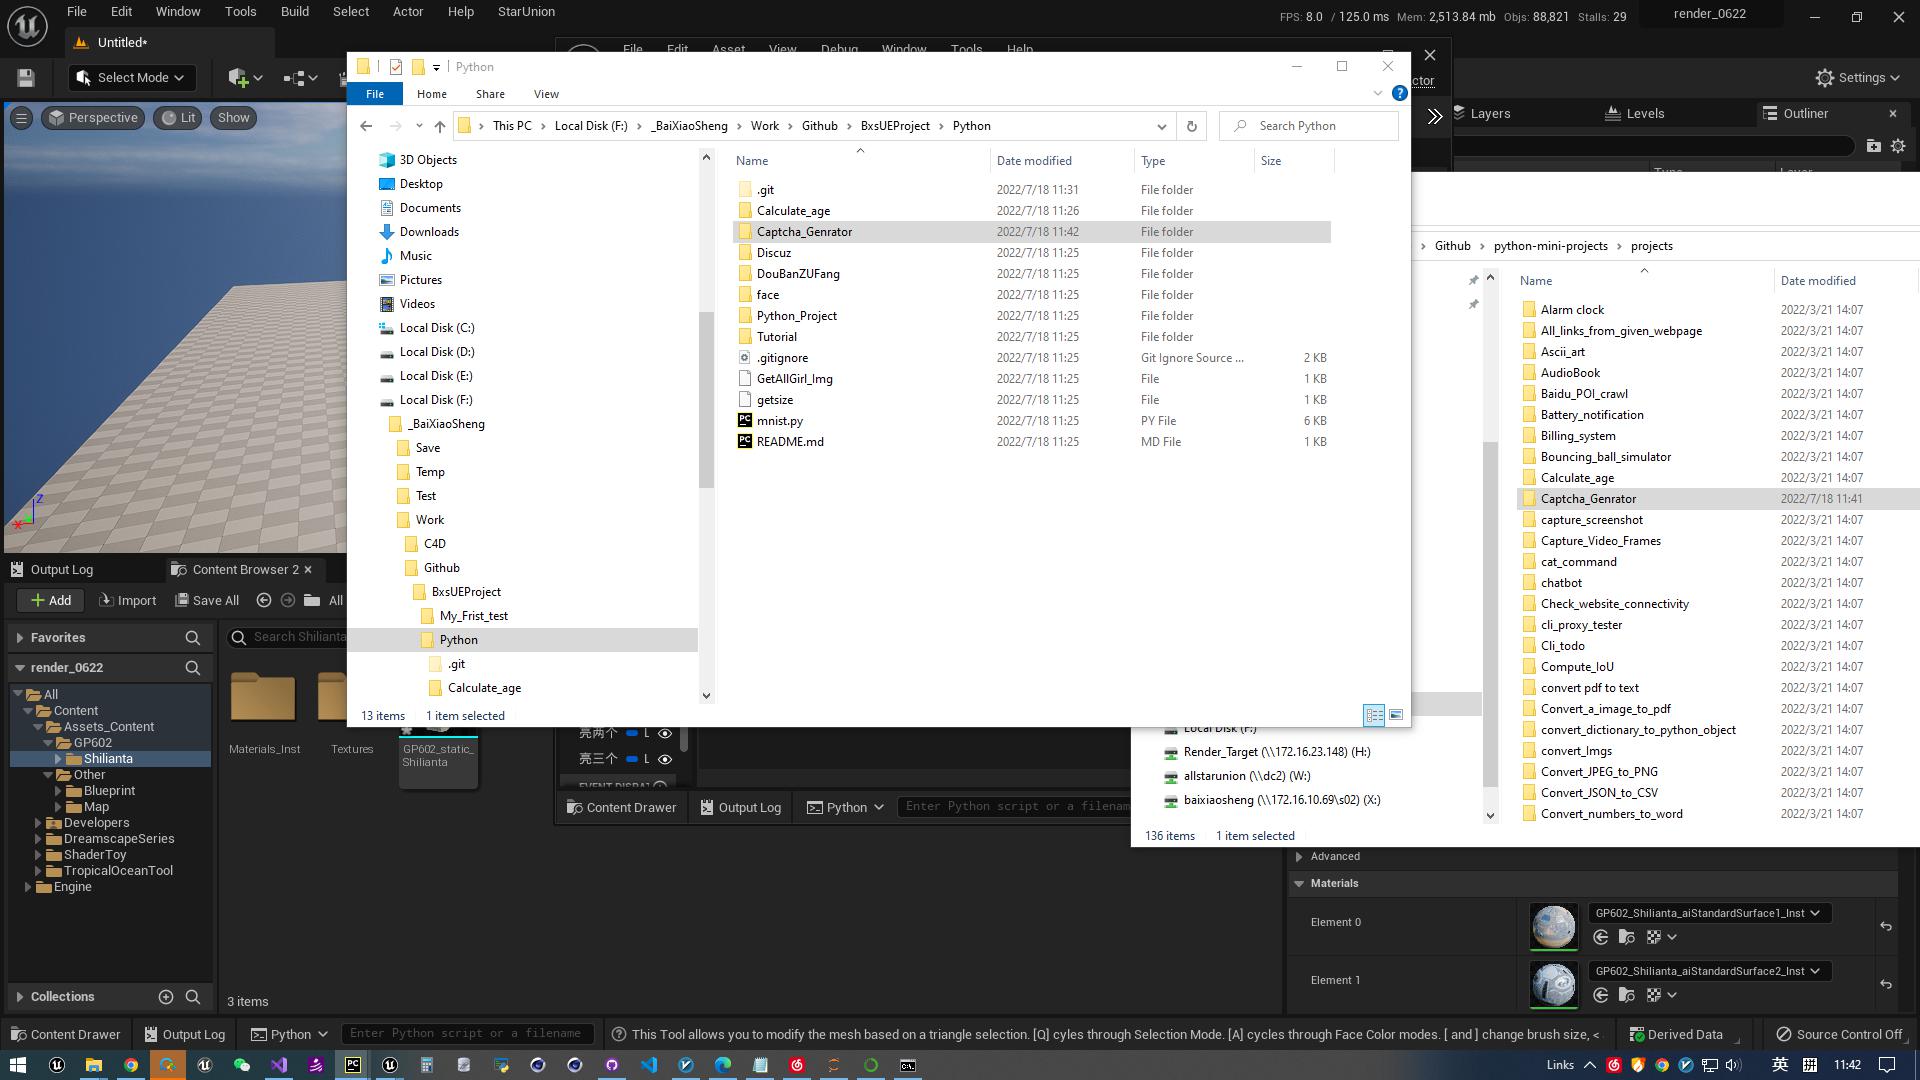 File Edit Window Tools Build Select Actor Help StarUnion
FPS: 8.0 / 125.0 ms Mem: 2,513.84 mb Objs: 88,821 Stalls: 29
render_0622
Untitled*
Select Mode
Settings
Perspective
Lit
Show
File Edit Asset View Debug Window Tools Help
Layers
Levels
Outliner
Python
File Home Share View
This PC Local Disk (F:) _BaiXiaoSheng Work Github BxsUEProject Python
Search Python
3D Objects
Desktop
Documents
Downloads
Music
Pictures
Videos
Local Disk (C:)
Local Disk (D:)
Local Disk (E:)
Local Disk (F:)
_BaiXiaoSheng
Save
Temp
Test
Work
C4D
Github
BxsUEProject
My_Frist_test
Python
.git
Calculate_age
Name Date modified Type Size
.git 2022/7/18 11:31 File folder
Calculate_age 2022/7/18 11:26 File folder
Captcha_Genrator 2022/7/18 11:42 File folder
Discuz 2022/7/18 11:25 File folder
DouBanZUFang 2022/7/18 11:25 File folder
face 2022/7/18 11:25 File folder
Python_Project 2022/7/18 11:25 File folder
Tutorial 2022/7/18 11:25 File folder
.gitignore 2022/7/18 11:25 Git Ignore Source ... 2 KB
GetAllGirl_Img 2022/7/18 11:25 File 1 KB
getsize 2022/7/18 11:25 File 1 KB
mnist.py 2022/7/18 11:25 PY File 6 KB
README.md 2022/7/18 11:25 MD File 1 KB
13 items 1 item selected
Github python-mini-projects projects
Name Date modified
Alarm clock 2022/3/21 14:07
All_links_from_given_webpage 2022/3/21 14:07
Ascii_art 2022/3/21 14:07
AudioBook 2022/3/21 14:07
Baidu_POI_crawl 2022/3/21 14:07
Battery_notification 2022/3/21 14:07
Billing_system 2022/3/21 14:07
Bouncing_ball_simulator 2022/3/21 14:07
Calculate_age 2022/3/21 14:07
Captcha_Genrator 2022/7/18 11:41
capture_screenshot 2022/3/21 14:07
Capture_Video_Frames 2022/3/21 14:07
cat_command 2022/3/21 14:07
chatbot 2022/3/21 14:07
Check_website_connectivity 2022/3/21 14:07
cli_proxy_tester 2022/3/21 14:07
Cli_todo 2022/3/21 14:07
Compute_IoU 2022/3/21 14:07
convert pdf to text 2022/3/21 14:07
Convert_a_image_to_pdf 2022/3/21 14:07
convert_dictionary_to_python_object 2022/3/21 14:07
convert_Imgs 2022/3/21 14:07
Convert_JPEG_to_PNG 2022/3/21 14:07
Convert_JSON_to_CSV 2022/3/21 14:07
Convert_numbers_to_word 2022/3/21 14:07
Local Disk (F:)
Render_Target (\\172.16.23.148) (H:)
allstarunion (\\dc2) (W:)
baixiaosheng (\\172.16.10.69\s02) (X:)
136 items 1 item selected
Output Log
Content Browser 2
Add Import Save All All
Favorites
Search Shilianta
render_0622
All
Content
Assets_Content
GP602
Shilianta
Other
Blueprint
Map
Developers
DreamscapeSeries
ShaderToy
TropicalOceanTool
Engine
Collections
Materials_Inst
Textures
GP602_static_
Shilianta
3 items
亮两个 L
亮三个 L
Content Drawer Output Log Python Enter Python script or a filename
Advanced
Materials
Element 0 GP602_Shilianta_aiStandardSurface1_Inst
Element 1 GP602_Shilianta_aiStandardSurface2_Inst
Content Drawer Output Log Python Enter Python script or a filename
This Tool allows you to modify the mesh based on a triangle selection. [Q] cyles through Selection Mode. [A] cycles through Face Color modes. [ and ] change brush size, <
Derived Data
Source Control Off
Links
英
拼
11:42